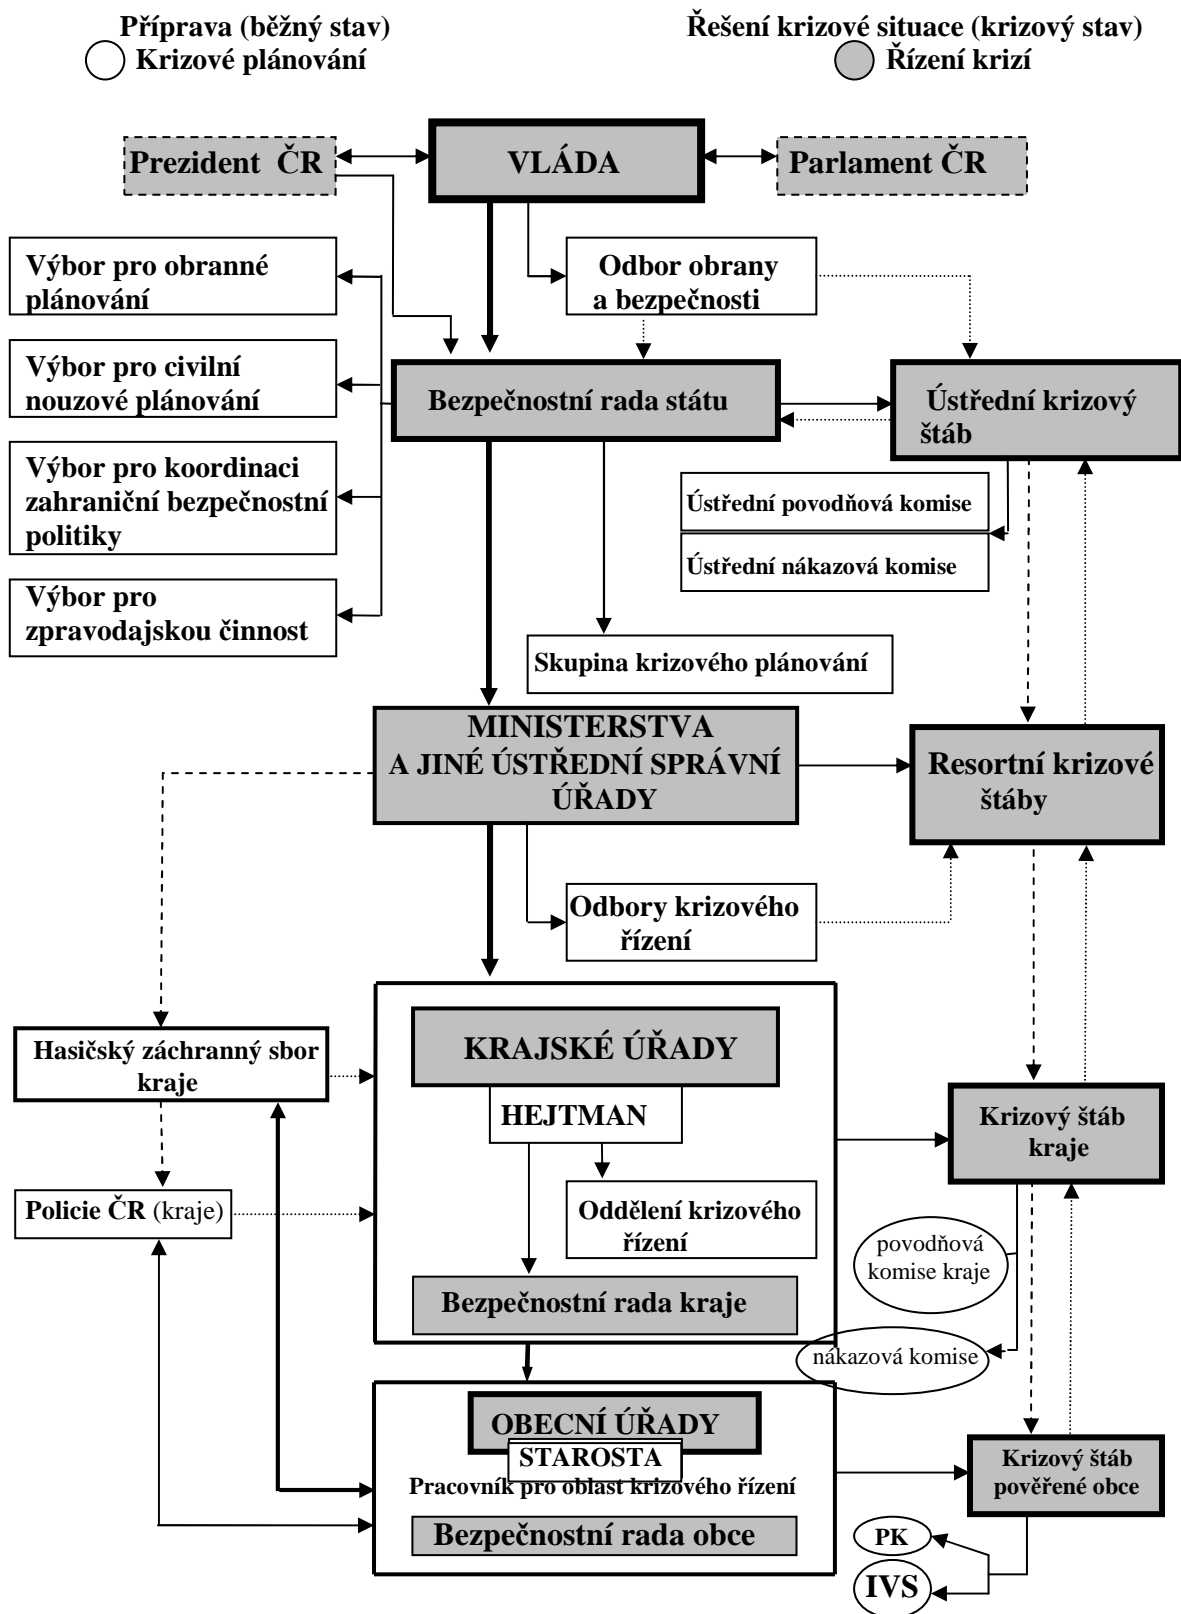 Příprava (běžný stav)
Krizové plánování
Řešení krizové situace (krizový stav)
Řízení krizí
Prezident ČR
VLÁDA
Parlament ČR
Výbor pro obranné
plánování
Odbor obrany
a bezpečnosti
Výbor pro civilní
nouzové plánování
Bezpečnostní rada státu
Ústřední krizový
štáb
Výbor pro koordinaci
zahraniční bezpečnostní
politiky
Ústřední povodňová komise
Ústřední nákazová komise
Výbor pro
zpravodajskou činnost
Skupina krizového plánování
MINISTERSTVA
A JINÉ ÚSTŘEDNÍ SPRÁVNÍ
ÚŘADY
Resortní krizové
štáby
Odbory krizového
řízení
Hasičský záchranný sbor
kraje
KRAJSKÉ ÚŘADY
HEJTMAN
Krizový štáb
kraje
Policie ČR (kraje)
Oddělení krizového
řízení
povodňová
komise kraje
Bezpečnostní rada kraje
nákazová komise
OBECNÍ ÚŘADY
STAROSTA
Pracovník pro oblast krizového řízení
Bezpečnostní rada obce
Krizový štáb
pověřené obce
PK
IVS